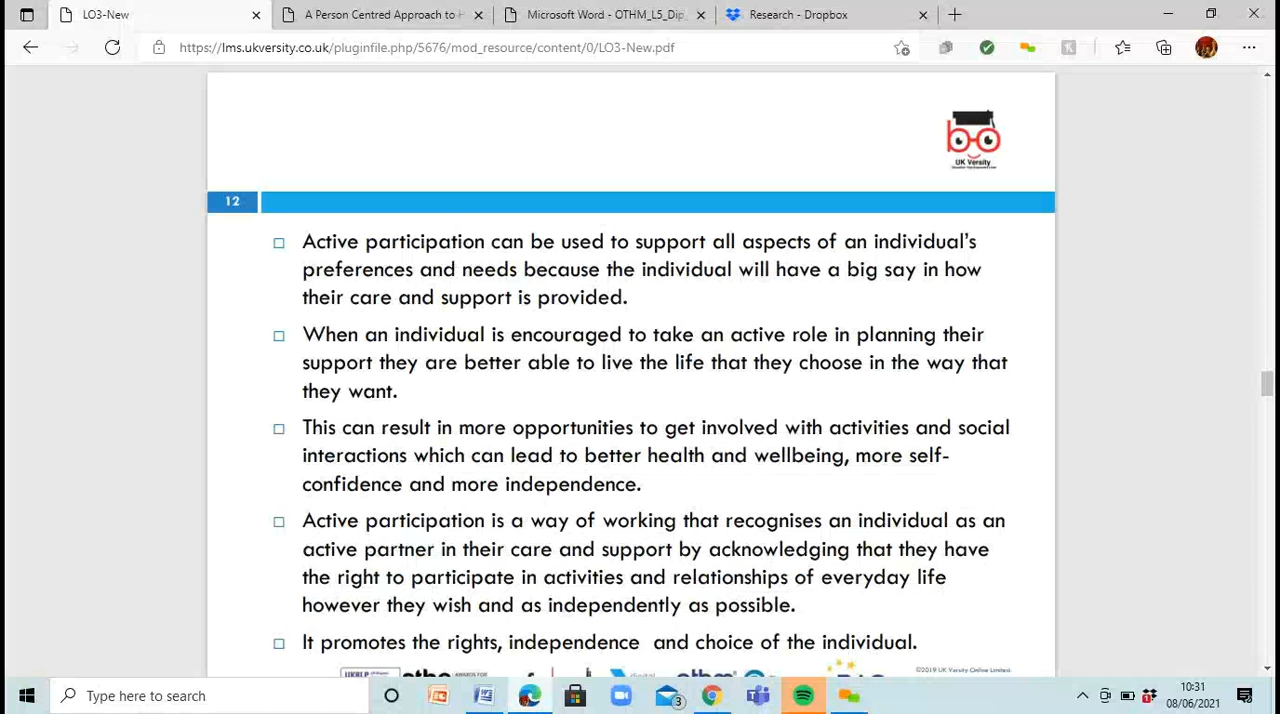 LO3-New
A Person Centred Approach to H
Microsoft Word - OTHM_L5_Dip
Research - Dropbox
https://lms.ukversity.co.uk/pluginfile.php/5676/mod_resource/content/0/LO3-New.pdf
UK Versity
12
Active participation can be used to support all aspects of an individual's
preferences and needs because the individual will have a big say in how
their care and support is provided.
When an individual is encouraged to take an active role in planning their
support they are better able to live the life that they choose in the way that
they want.
This can result in more opportunities to get involved with activities and social
interactions which can lead to better health and wellbeing, more self-
confidence and more independence.
Active participation is a way of working that recognises an individual as an
active partner in their care and support by acknowledging that they have
the right to participate in activities and relationships of everyday life
however they wish and as independently as possible.
It promotes the rights, independence  and choice of the individual.
©2019 UK Versity Online Limited.
Type here to search
3
10:31
08/06/2021